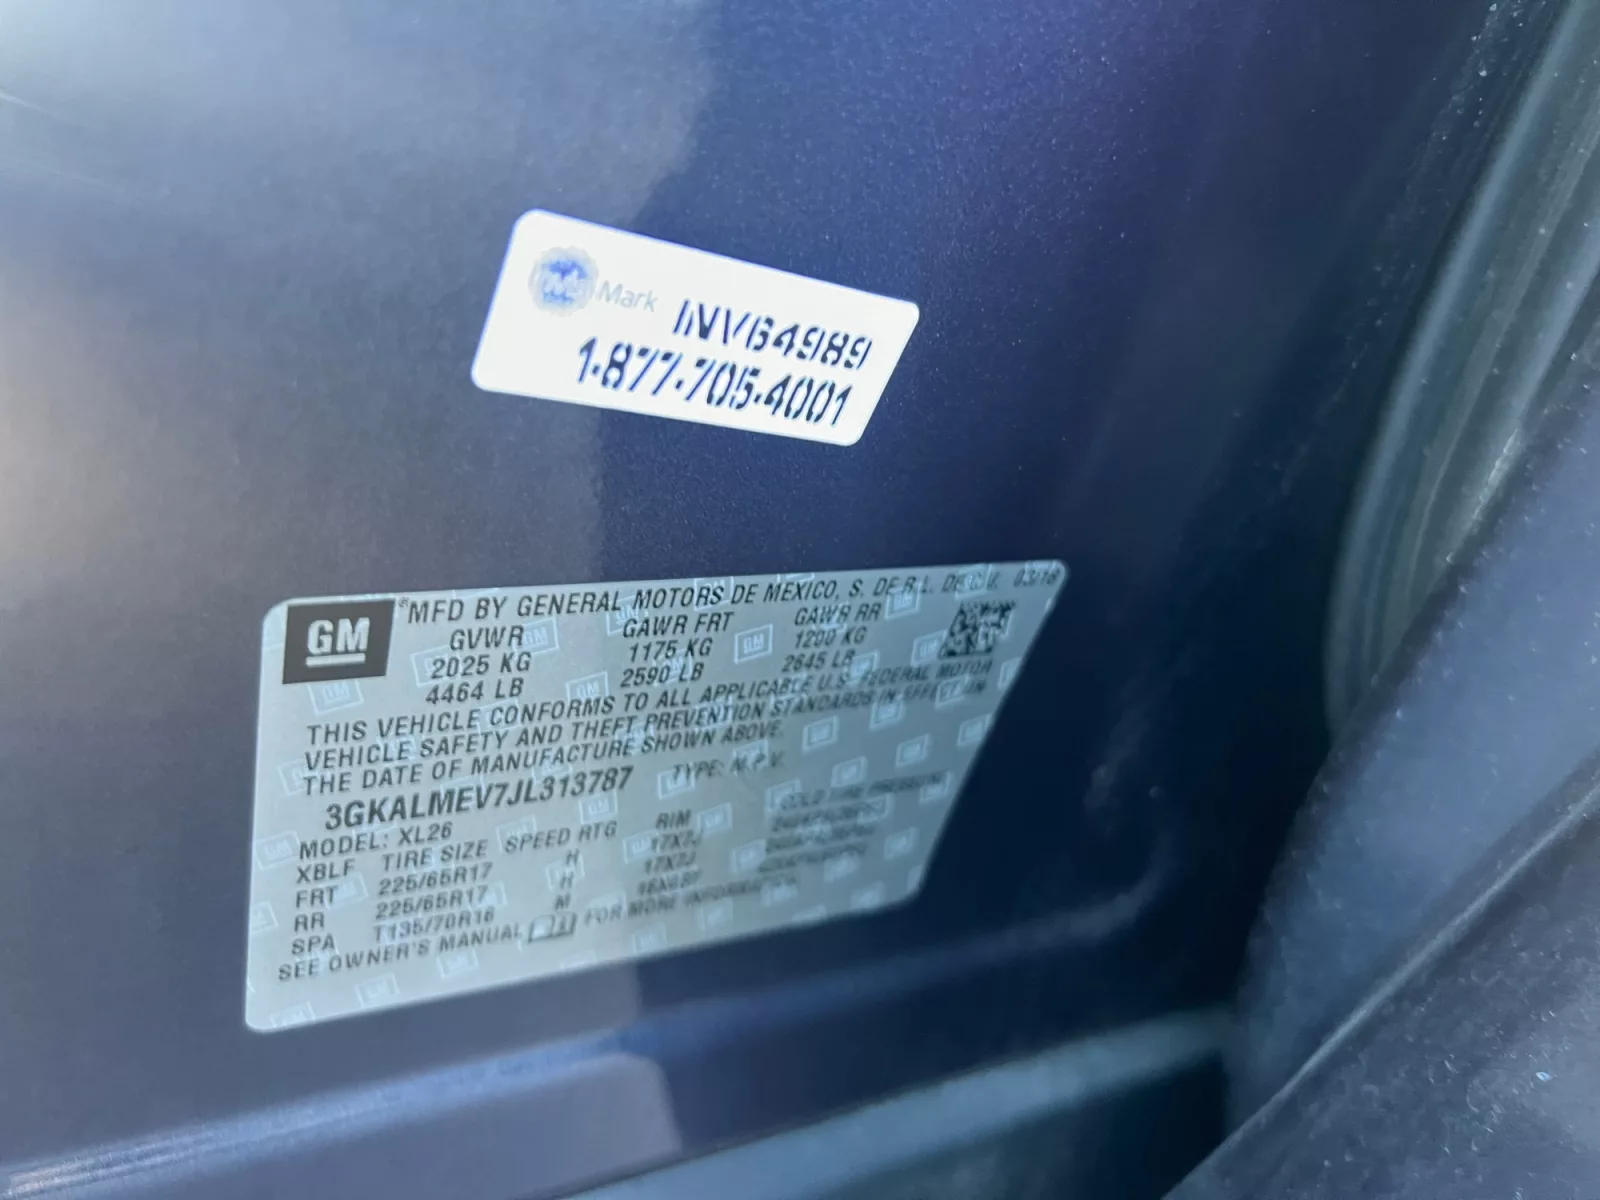 Mark
INV64989
1-877-705-4001
GM
®MFD BY GENERAL MOTORS DE MEXICO, S. DE R.L. DE C.V. 03/18
GVWR GAWR FRT GAWR RR
2025 KG 1175 KG 1200 KG
4464 LB 2590 LB 2645 LB
THIS VEHICLE CONFORMS TO ALL APPLICABLE U.S. FEDERAL MOTOR
VEHICLE SAFETY AND THEFT PREVENTION STANDARDS IN EFFECT ON
THE DATE OF MANUFACTURE SHOWN ABOVE.
3GKALMEV7JL313787 TYPE: M.P.V.
MODEL: XL26
XBLF TIRE SIZE SPEED RTG RIM COLD TIRE PRESSURE
FRT 225/65R17 H 17X7J
RR 225/65R17 H 17X7J
SPA T135/70R16 M
SEE OWNER'S MANUAL FOR MORE INFORMATION